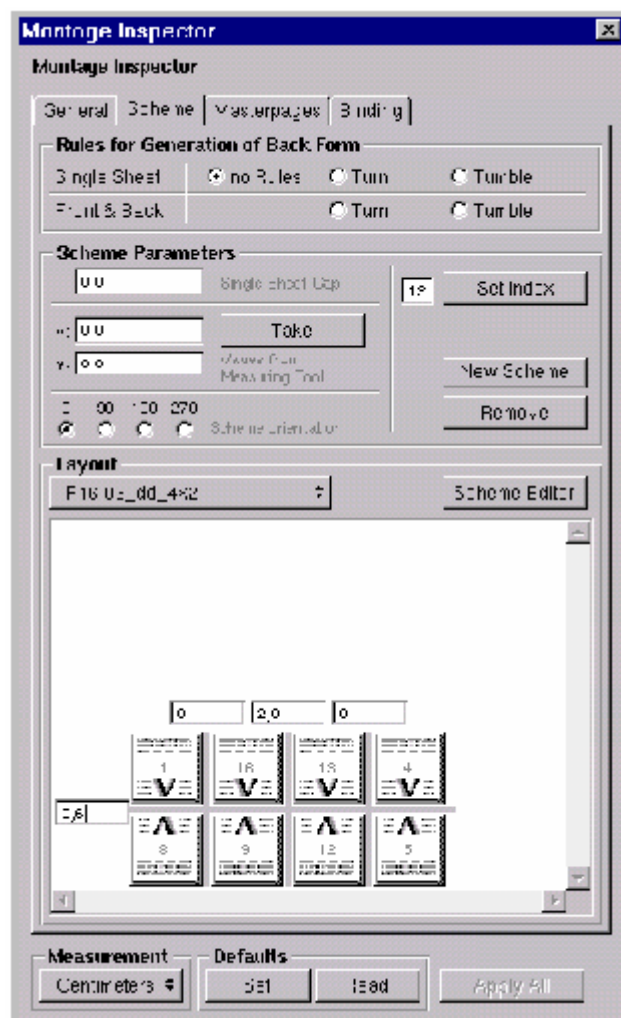 Montage Inspector
Montage Inspector
General Scheme Masterpages Binding
Rules for Generation of Back Form
Single Sheet no Rules Turn Tumble
Front & Back Turn Tumble
Scheme Parameters
0,0 Single Sheet Gap
Set Index
x: 0,0 Take
y: 0,0 Values from
Measuring Tool
New Scheme
0 90 180 270
Scheme Orientation
Remove
Layout
Scheme Editor
0 2,0 0
1 16 13 4
V V V V
0,6
Λ Λ Λ Λ
8 9 12 5
Measurement Defaults
Centimeters Set Apply All